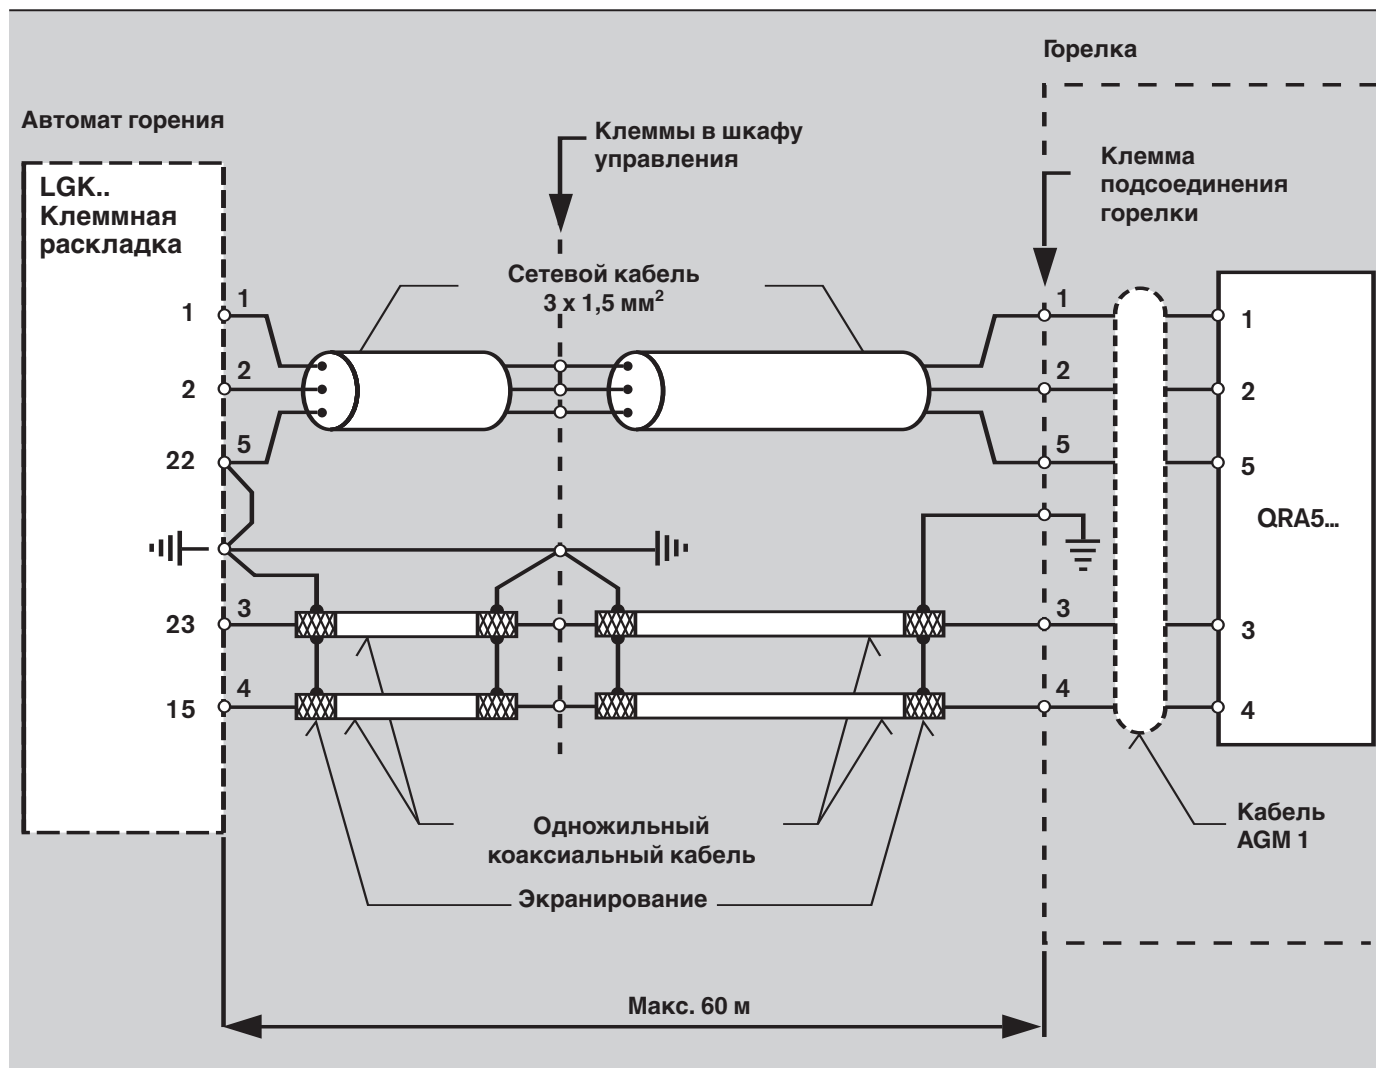 Горелка
Автомат горения
Клеммы в шкафу
управления
Клемма
подсоединения
горелки
LGK..
Клеммная
раскладка
Сетевой кабель
3 x 1,5 мм²
1
1
1
1
2
2
2
2
22
5
5
5
QRA5...
23
3
3
3
15
4
4
4
Одножильный
коаксиальный кабель
Экранирование
Кабель
AGM 1
Макс. 60 м